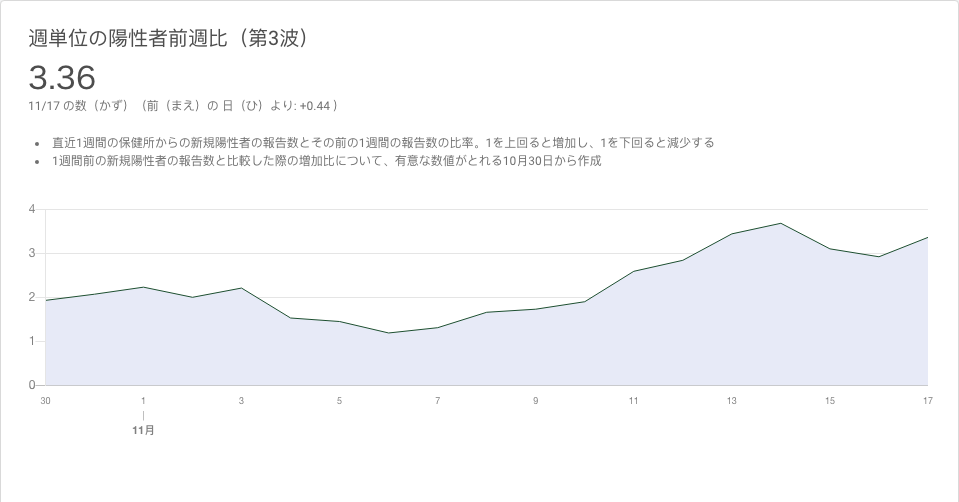 週単位の陽性者前週比（第3波）
3.36
11/17 の数（かず）（前（まえ）の 日（ひ）より: +0.44 ）
• 直近1週間の保健所からの新規陽性者の報告数とその前の1週間の報告数の比率。1を上回ると増加し、1を下回ると減少する
• 1週間前の新規陽性者の報告数と比較した際の増加比について、有意な数値がとれる10月30日から作成
4
3
2
1
0
30 1 3 5 7 9 11 13 15 17
11月